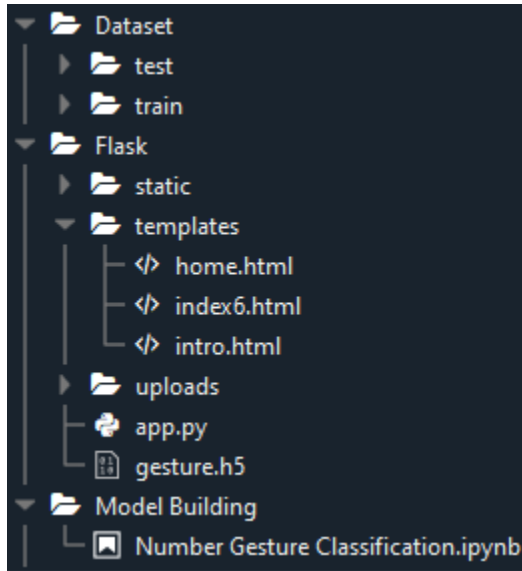 Dataset
test
train
Flask
static
templates
home.html
index6.html
intro.html
uploads
app.py
gesture.h5
Model Building
Number Gesture Classification.ipynb